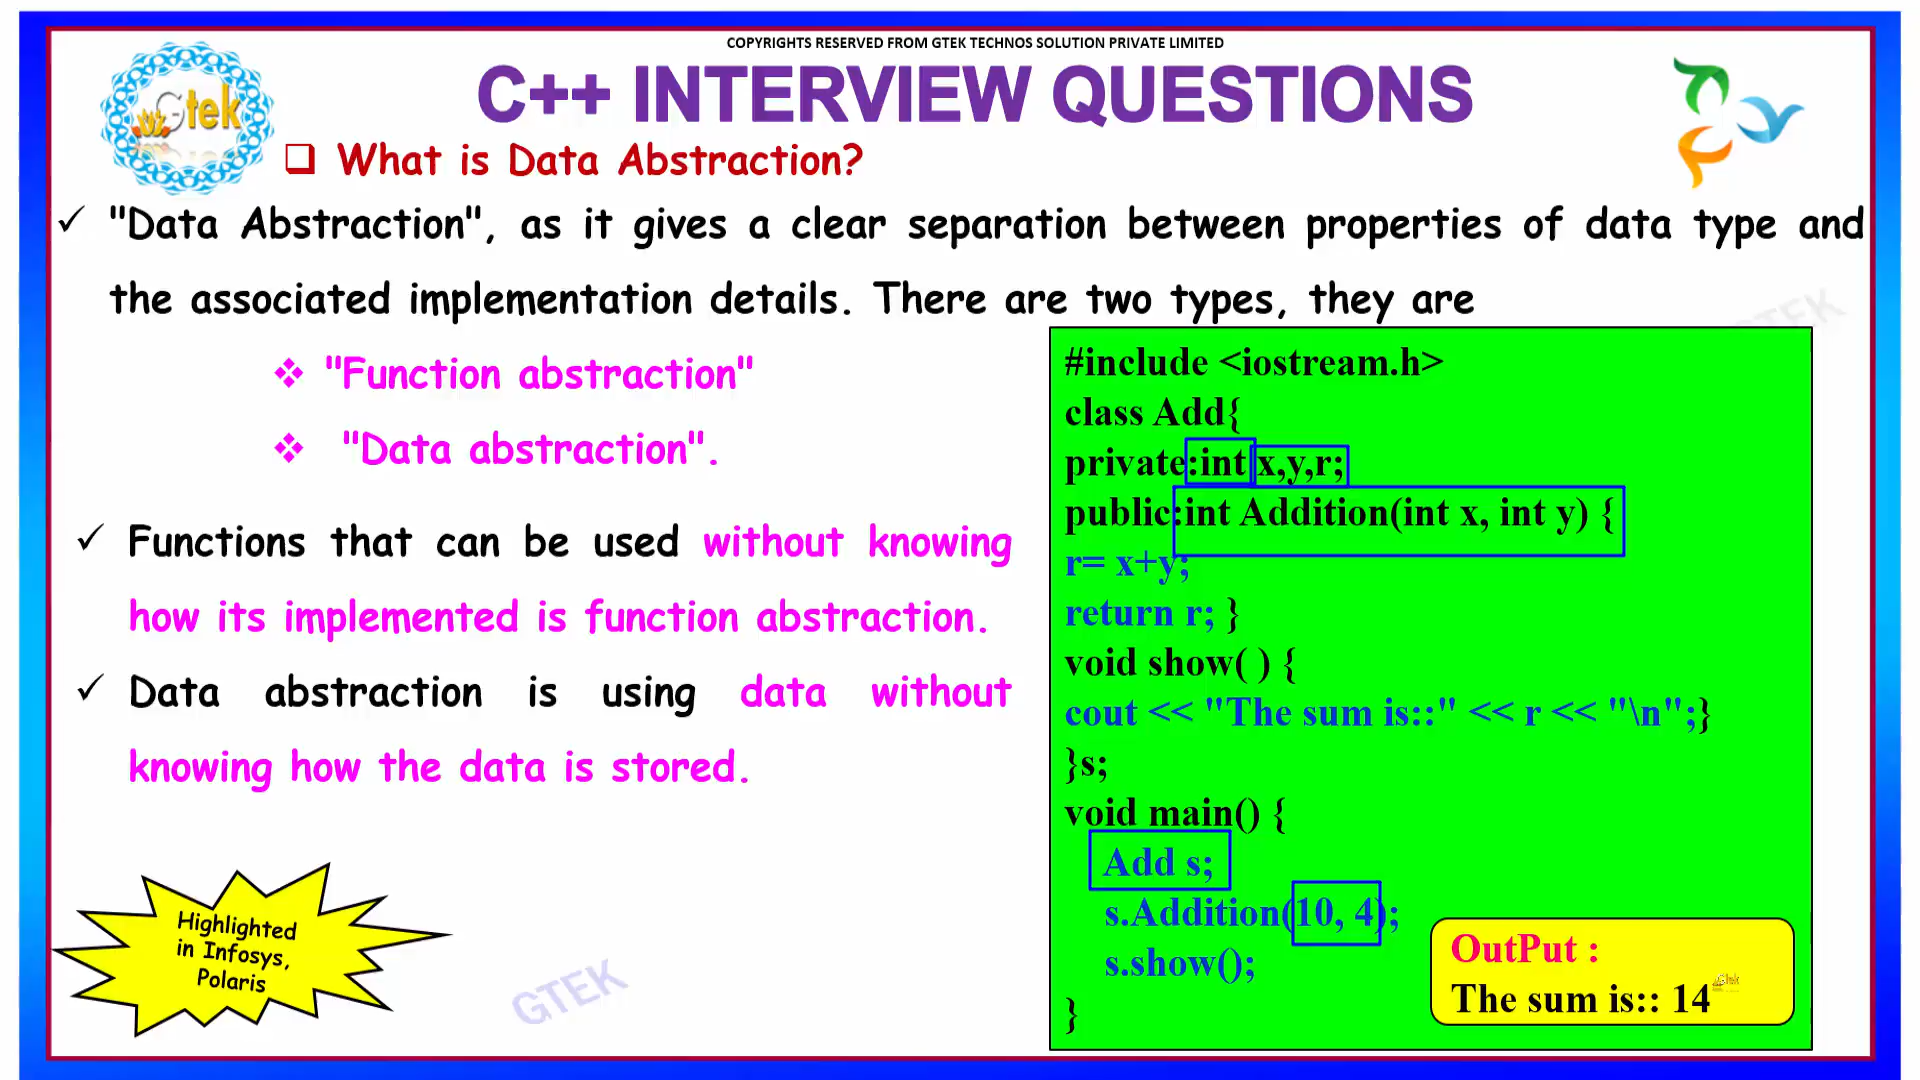 COPYRIGHTS RESERVED FROM GTEK TECHNOS SOLUTION PRIVATE LIMITED
Gtek
C++ INTERVIEW QUESTIONS
What is Data Abstraction?
"Data Abstraction", as it gives a clear separation between properties of data type and
the associated implementation details. There are two types, they are
"Function abstraction"
"Data abstraction".
Functions that can be used without knowing
how its implemented is function abstraction.
Data abstraction is using data without
knowing how the data is stored.
Highlighted
in Infosys,
Polaris
GTEK
GTEK
#include <iostream.h>
class Add{
private:int x,y,r;
public:int Addition(int x, int y) {
r= x+y;
return r; }
void show( ) {
cout << "The sum is::" << r << "\n";}
}s;
void main() {
Add s;
s.Addition(10, 4);
s.show();
}
OutPut :
The sum is:: 14